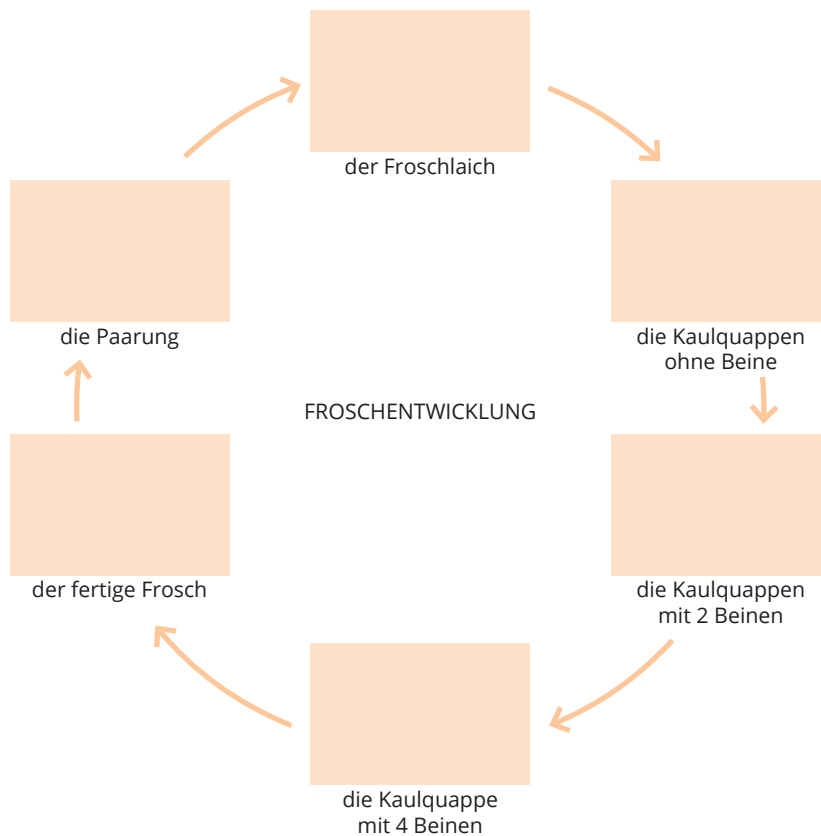 der Froschlaich
die Paarung
die Kaulquappen
ohne Beine
FROSCHENTWICKLUNG
der fertige Frosch
die Kaulquappen
mit 2 Beinen
die Kaulquappe
mit 4 Beinen